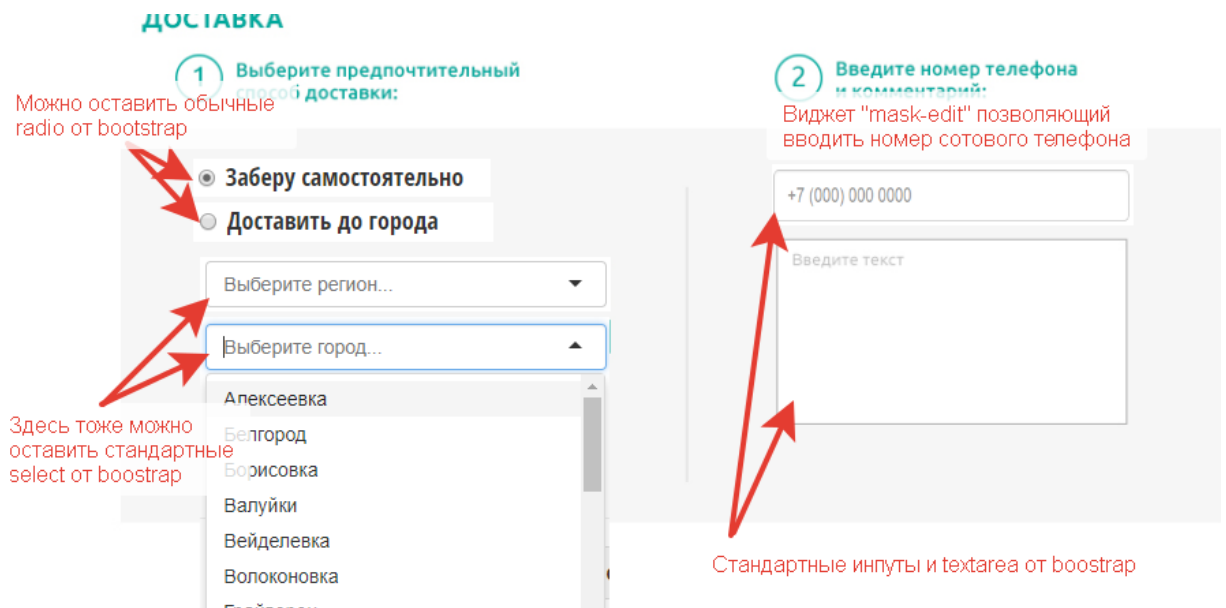 ДОСТАВКА
1
Выберите предпочтительный
способ доставки:
Можно оставить обычные
radio от bootstrap
Заберу самостоятельно
Доставить до города
Выберите регион...
Выберите город...
Алексеевка
Белгород
Борисовка
Валуйки
Вейделевка
Волоконовка
Здесь тоже можно
оставить стандартные
select от boostrap
2
Введите номер телефона
и комментарий:
Виджет "mask-edit" позволяющий
вводить номер сотового телефона
+7 (000) 000 0000
Введите текст
Стандартные инпуты и textarea от boostrap